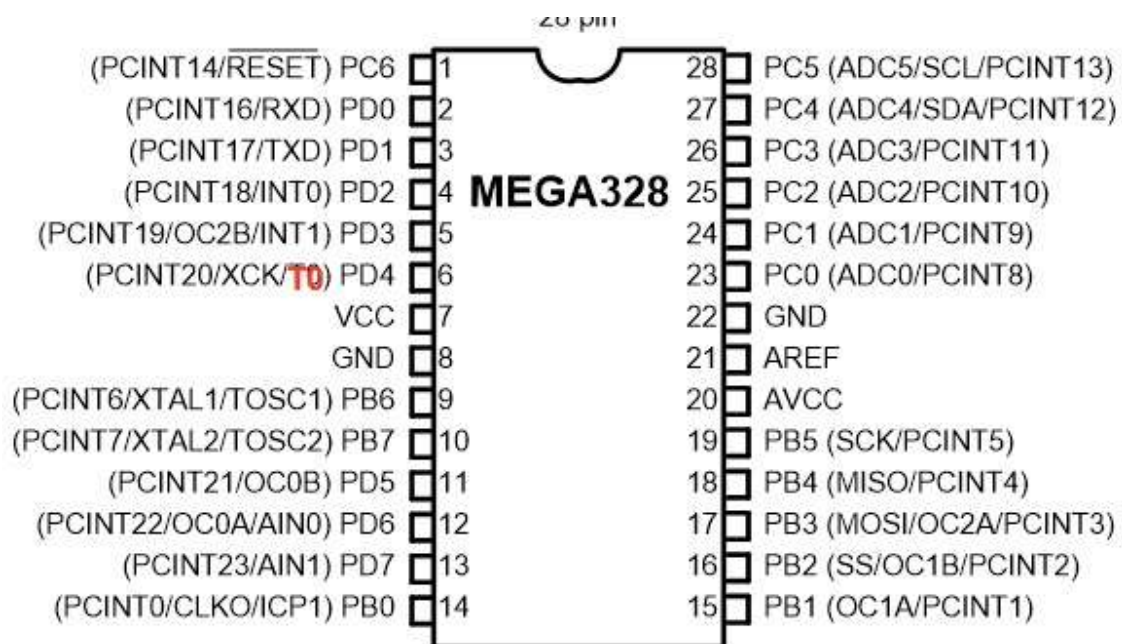 28 pin
(PCINT14/RESET) PC6 1
28 PC5 (ADC5/SCL/PCINT13)
(PCINT16/RXD) PD0 2
27 PC4 (ADC4/SDA/PCINT12)
(PCINT17/TXD) PD1 3
26 PC3 (ADC3/PCINT11)
(PCINT18/INT0) PD2 4
MEGA328
25 PC2 (ADC2/PCINT10)
(PCINT19/OC2B/INT1) PD3 5
24 PC1 (ADC1/PCINT9)
(PCINT20/XCK/T0) PD4 6
23 PC0 (ADC0/PCINT8)
VCC 7
22 GND
GND 8
21 AREF
(PCINT6/XTAL1/TOSC1) PB6 9
20 AVCC
(PCINT7/XTAL2/TOSC2) PB7 10
19 PB5 (SCK/PCINT5)
(PCINT21/OC0B) PD5 11
18 PB4 (MISO/PCINT4)
(PCINT22/OC0A/AIN0) PD6 12
17 PB3 (MOSI/OC2A/PCINT3)
(PCINT23/AIN1) PD7 13
16 PB2 (SS/OC1B/PCINT2)
(PCINT0/CLKO/ICP1) PB0 14
15 PB1 (OC1A/PCINT1)